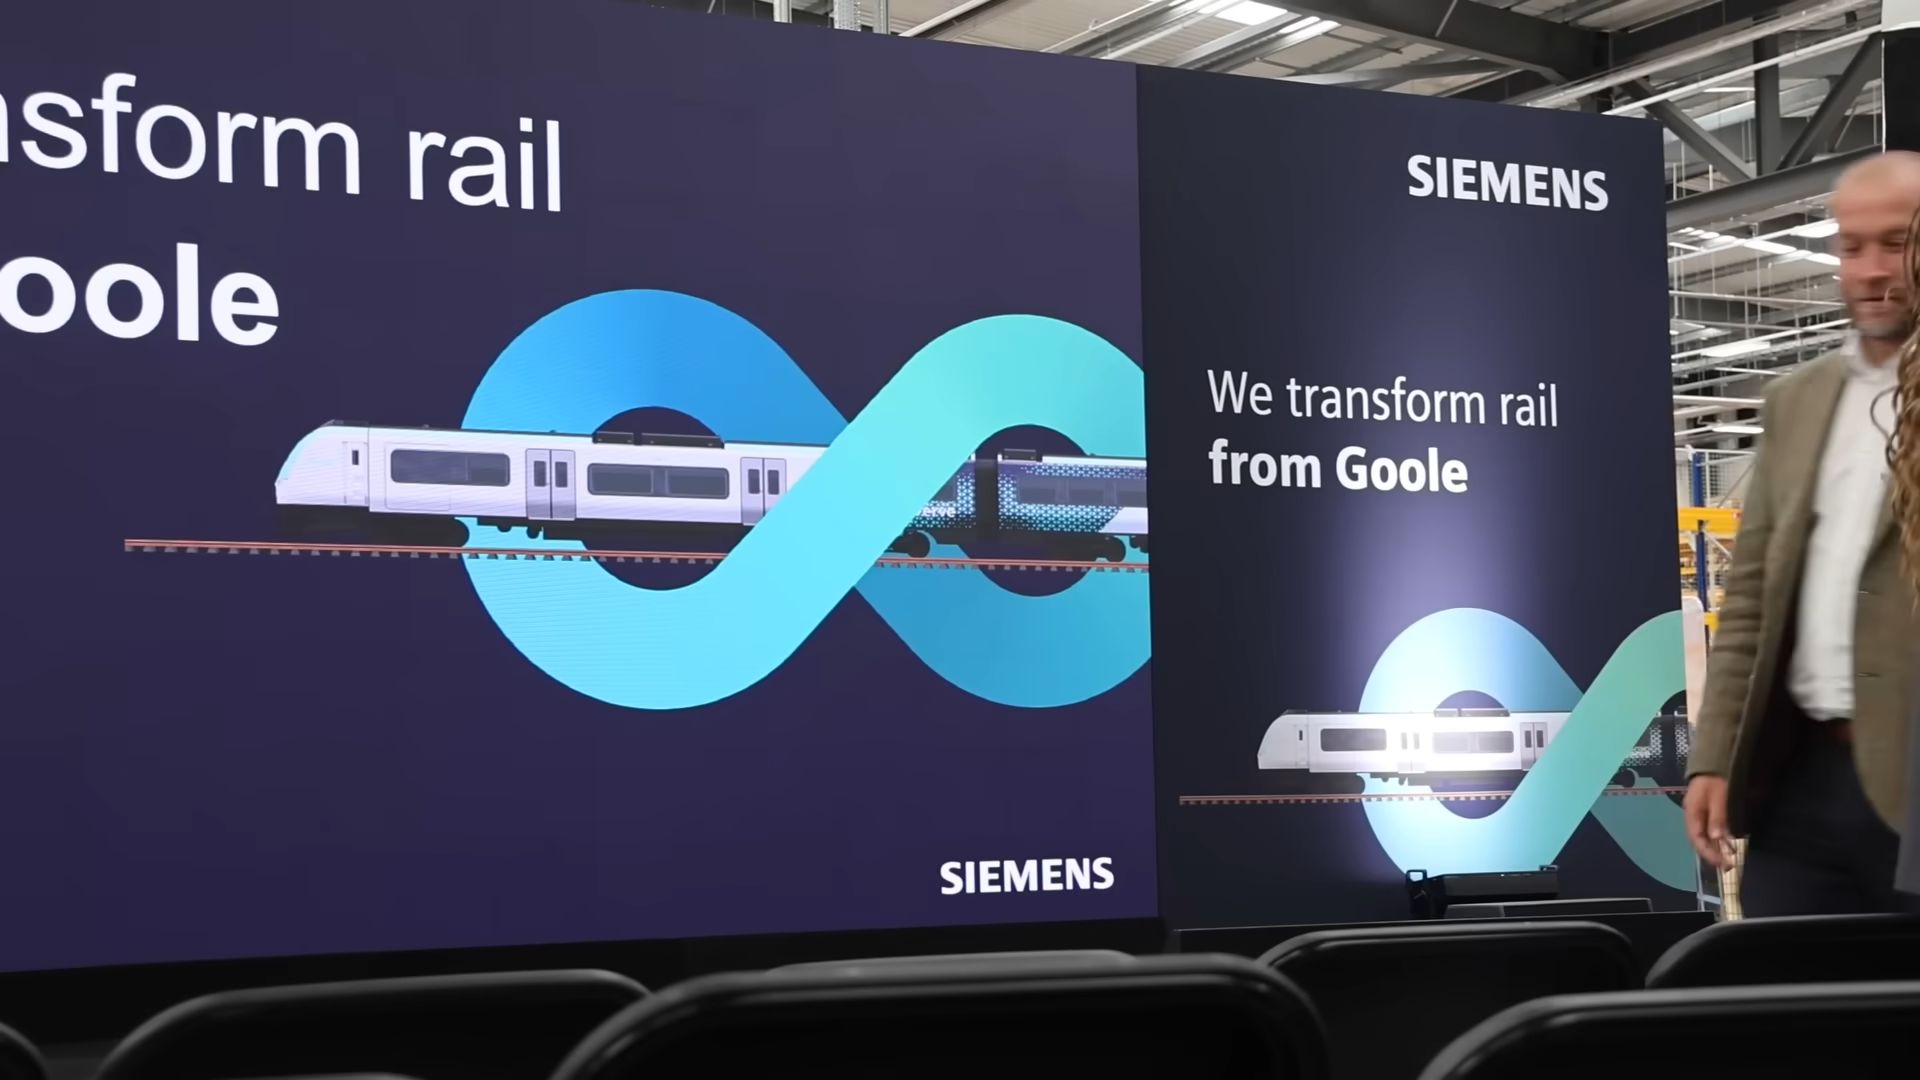 nsform rail
oole
SIEMENS
SIEMENS
We transform rail
from Goole